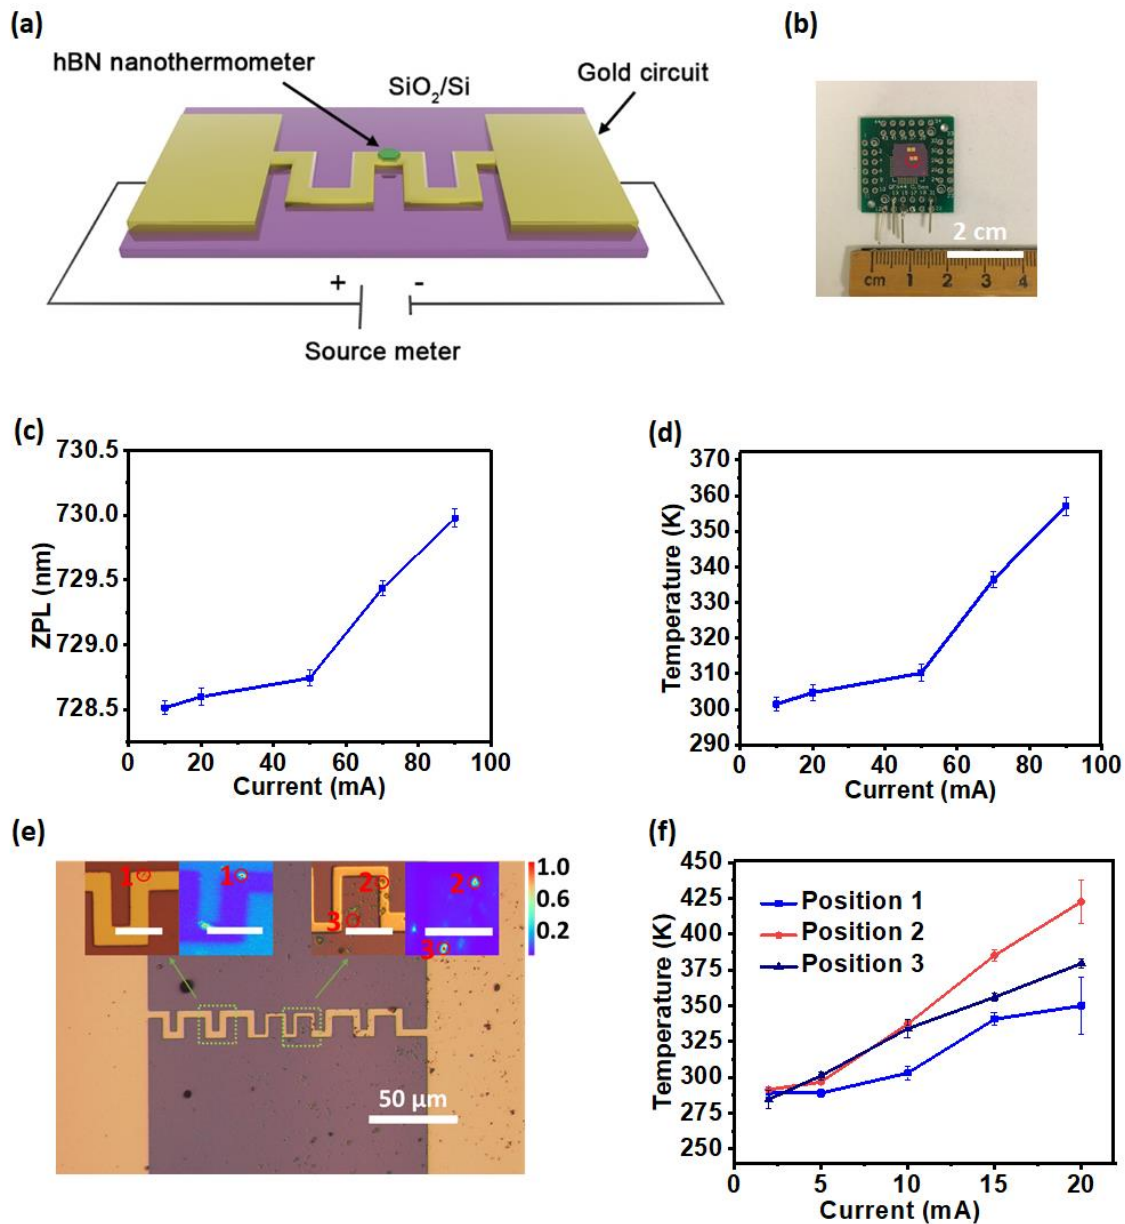 (a)
hBN nanothermometer
SiO2/Si
Gold circuit
+ -
Source meter
(b)
2 cm
cm 1 2 3 4
(c)
730.5
730.0
729.5
729.0
728.5
ZPL (nm)
0 20 40 60 80 100
Current (mA)
(d)
370
360
350
340
330
320
310
300
290
Temperature (K)
0 20 40 60 80 100
Current (mA)
(e)
1 1 2 3 2 3
1.0
0.6
0.2
50 µm
(f)
450
425
400
375
350
325
300
275
250
Temperature (K)
Position 1
Position 2
Position 3
0 5 10 15 20
Current (mA)